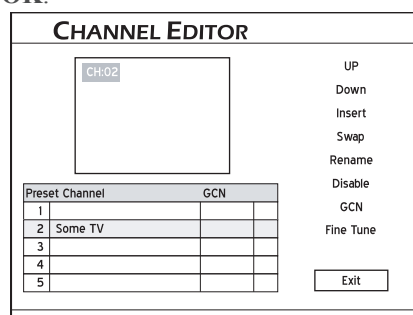 OK.
CHANNEL EDITOR
CH:02
UP
Down
Insert
Swap
Rename
Disable
GCN
Fine Tune
Exit
Preset Channel GCN
1
2 Some TV
3
4
5